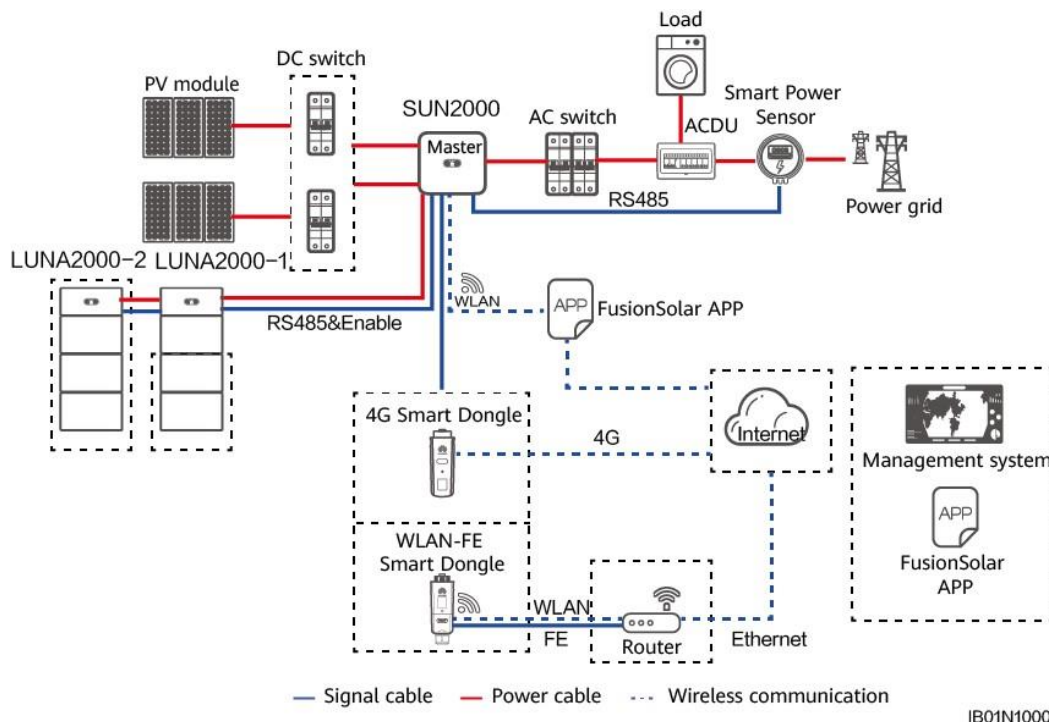 Load
DC switch
PV module
Smart Power
Sensor
SUN2000
AC switch
ACDU
Master
RS485
Power grid
LUNA2000-2
LUNA2000-1
WLAN
APP
FusionSolar APP
RS485&Enable
4G Smart Dongle
4G
Internet
Management system
APP
FusionSolar
APP
WLAN-FE
Smart Dongle
WLAN
FE
Router
Ethernet
Signal cable
Power cable
Wireless communication
IB01N1000